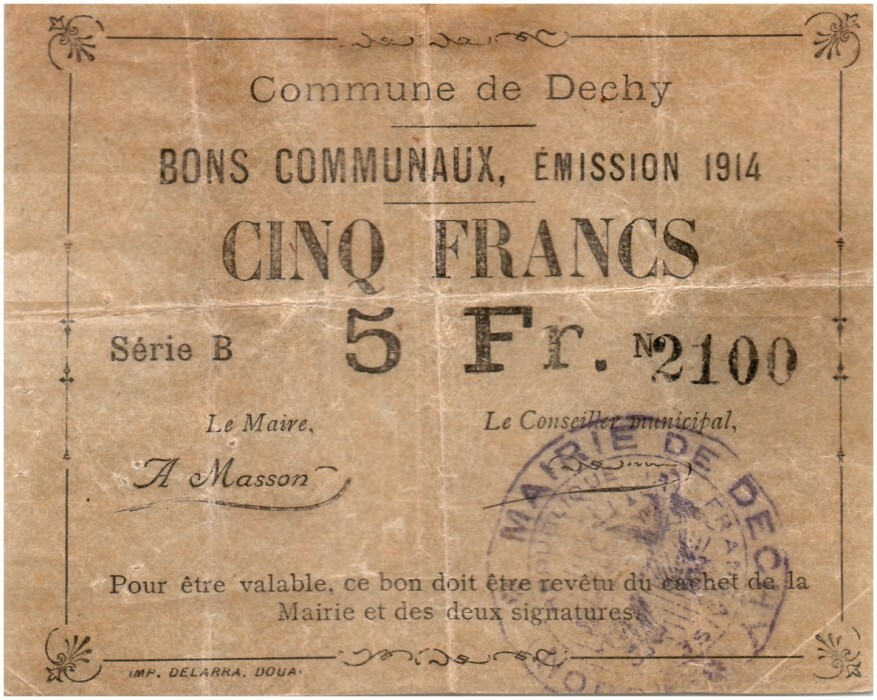 Commune de Dechy
BONS COMMUNAUX, ÉMISSION 1914
CINQ FRANCS
Série B 5 Fr. No 2100
Le Maire, Le Conseiller municipal,
A Masson
MAIRIE DE DECHY
Pour être valable, ce bon doit être revêtu du cachet de la
Mairie et des deux signatures.
IMP. DELARRA, DOUAI